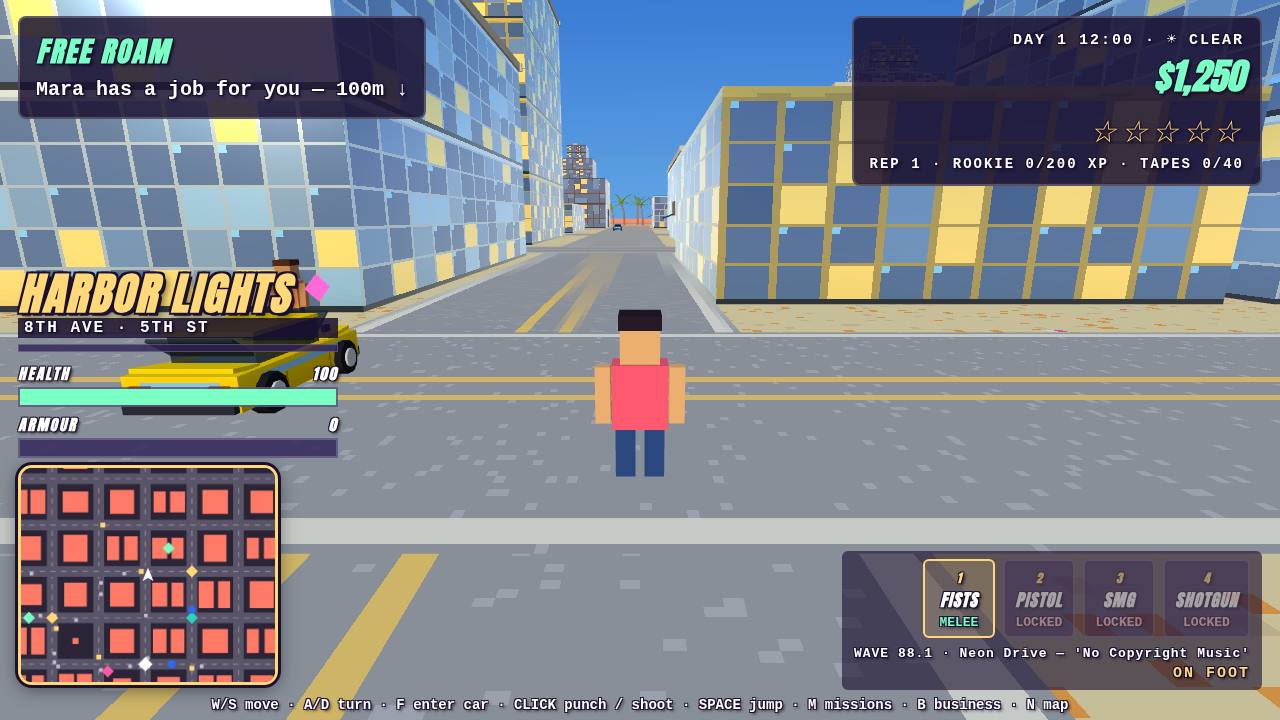 FREE ROAM
Mara has a job for you — 100m ↓
DAY 1 12:00 · ☀ CLEAR
$1,250
☆☆☆☆☆
REP 1 · ROOKIE 0/200 XP · TAPES 0/40
HARBOR LIGHTS
8TH AVE · 5TH ST
HEALTH 100
ARMOUR 0
1 2 3 4
FISTS PISTOL SMG SHOTGUN
MELEE LOCKED LOCKED LOCKED
WAVE 88.1 · Neon Drive — 'No Copyright Music'
ON FOOT
W/S move · A/D turn · F enter car · CLICK punch / shoot · SPACE jump · M missions · B business · N map